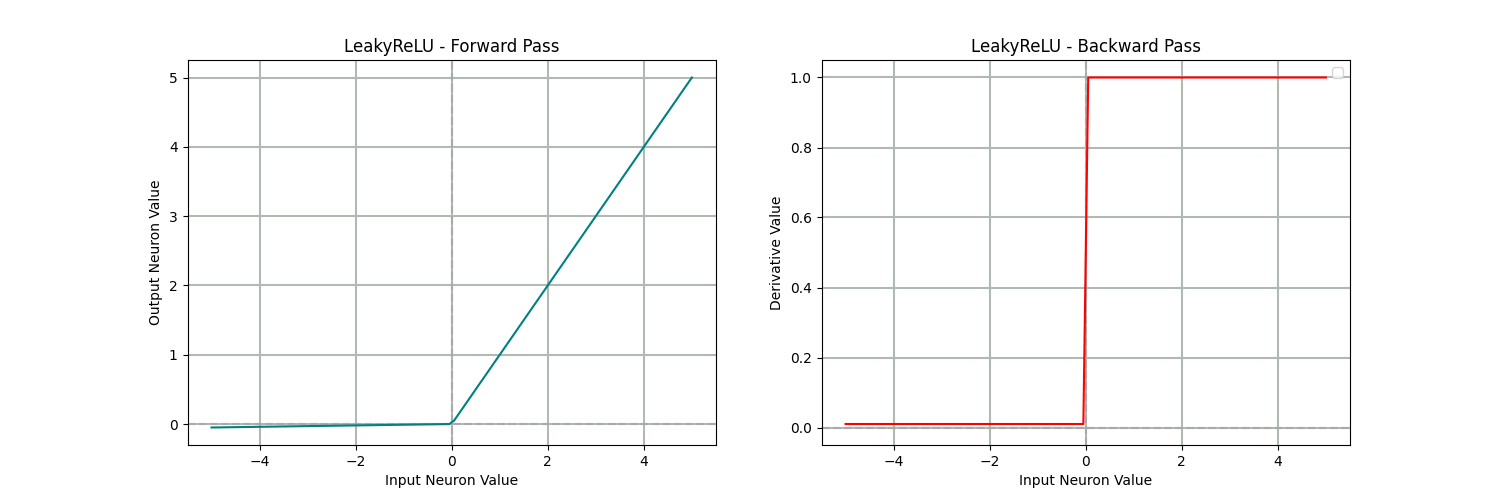 LeakyReLU - Forward Pass
Output Neuron Value
5
4
3
2
1
0
−4 −2 0 2 4
Input Neuron Value
LeakyReLU - Backward Pass
Derivative Value
1.0
0.8
0.6
0.4
0.2
0.0
−4 −2 0 2 4
Input Neuron Value